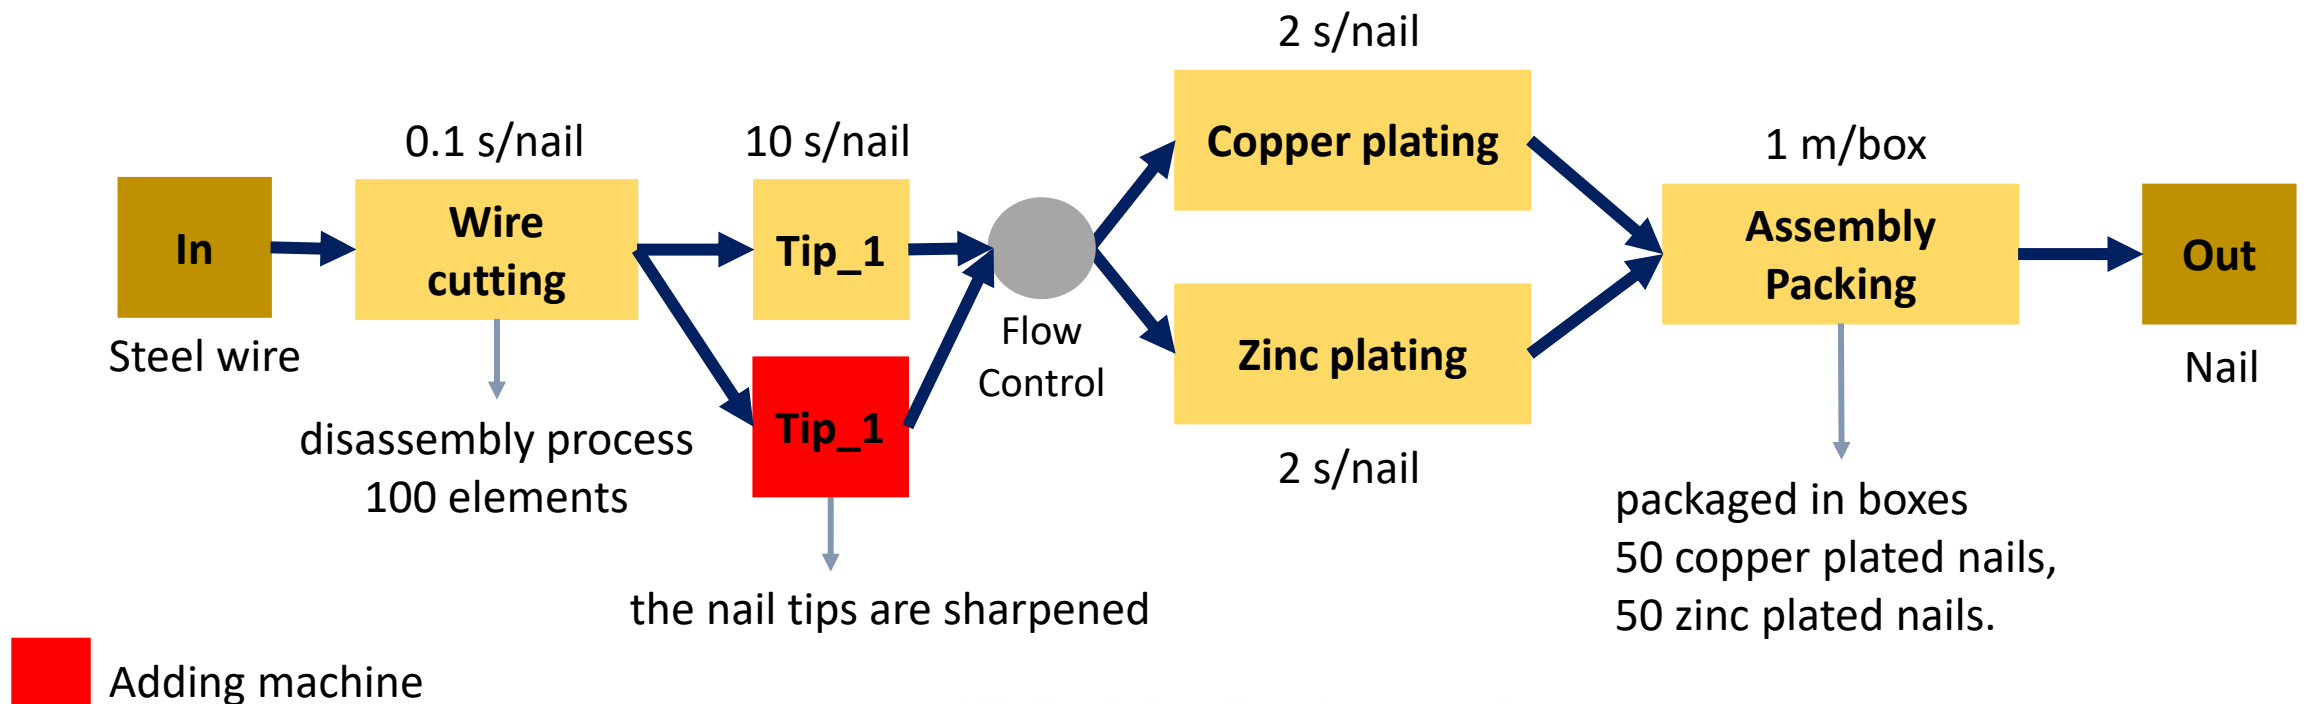 2 s/nail
Copper plating
0.1 s/nail
10 s/nail
1 m/box
In
Wire
cutting
Tip_1
Assembly
Packing
Out
Steel wire
Flow
Control
Zinc plating
Nail
Tip_1
2 s/nail
disassembly process
100 elements
packaged in boxes
50 copper plated nails,
50 zinc plated nails.
the nail tips are sharpened
Adding machine